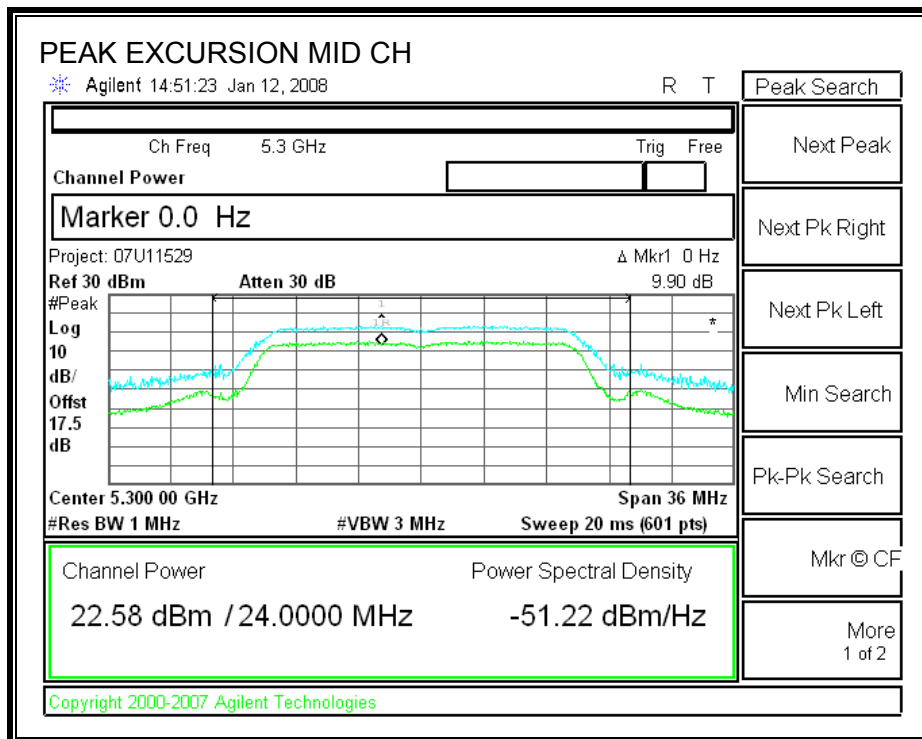 PEAK EXCURSION MID CH
Agilent 14:51:23 Jan 12, 2008 R T
Peak Search
Ch Freq 5.3 GHz Trig Free
Channel Power
Marker 0.0 Hz
Project: 07U11529 Δ Mkr1 0 Hz
Ref 30 dBm Atten 30 dB 9.90 dB
#Peak
Log
10
dB/
Offst
17.5
dB
1
1R
*
Center 5.300 00 GHz Span 36 MHz
#Res BW 1 MHz #VBW 3 MHz Sweep 20 ms (601 pts)
Channel Power Power Spectral Density
22.58 dBm / 24.0000 MHz -51.22 dBm/Hz
Copyright 2000-2007 Agilent Technologies
Next Peak
Next Pk Right
Next Pk Left
Min Search
Pk-Pk Search
Mkr © CF
More
1 of 2